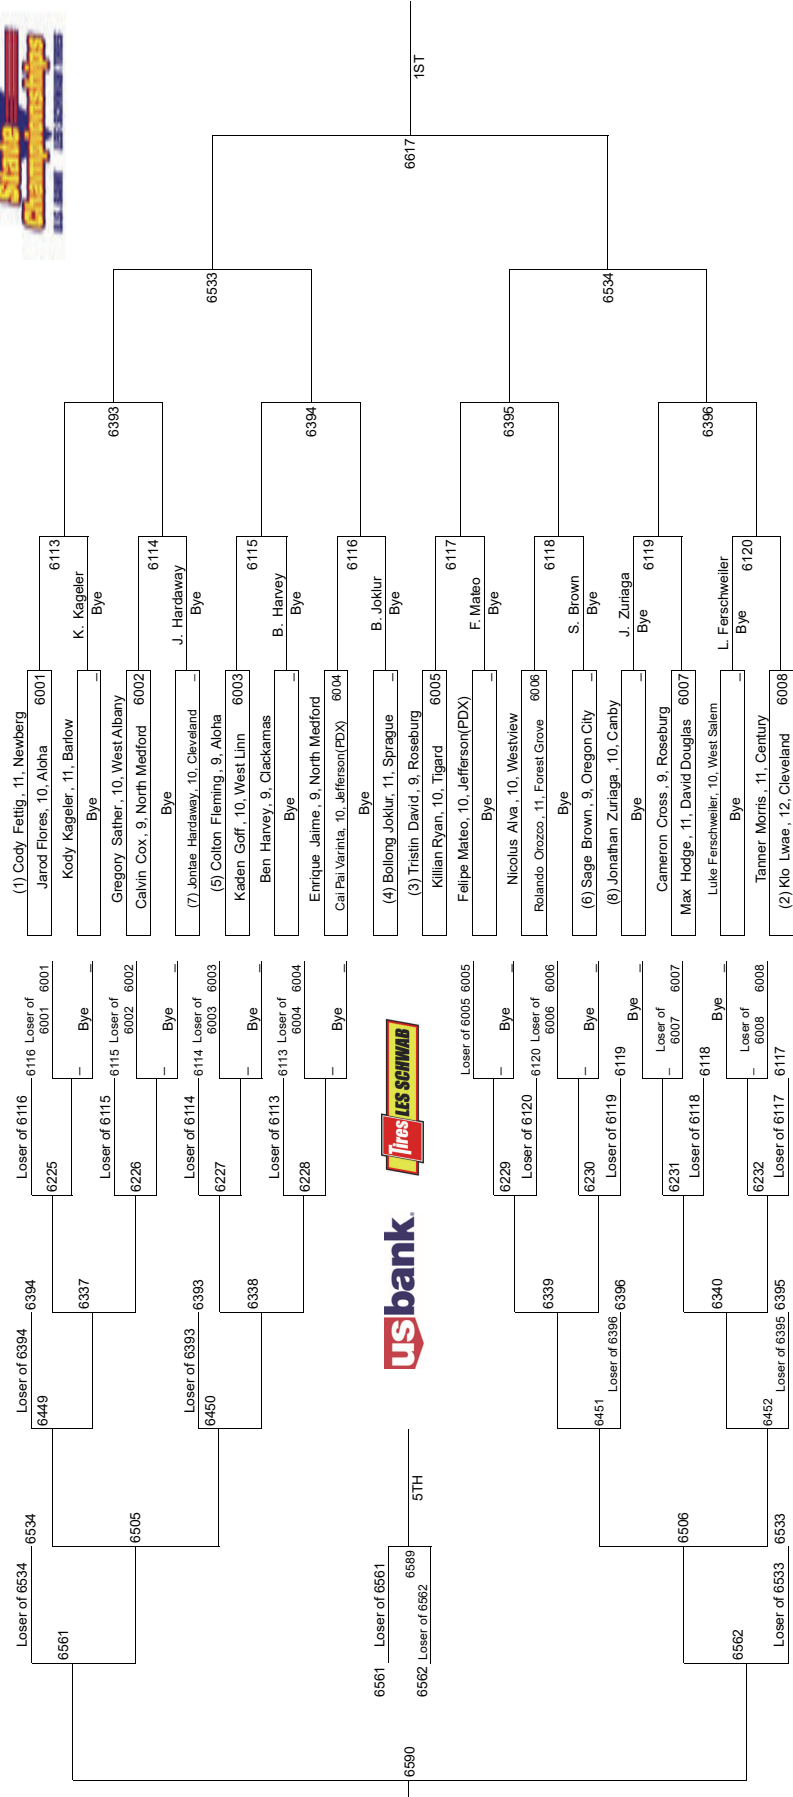 State
Championships
1ST
6617
6533
6534
6393
6394
6395
6396
6113
K. Kageler
Bye
6114
J. Hardaway
Bye
6115
B. Harvey
Bye
6116
B. Joklur
Bye
6117
F. Mateo
Bye
6118
S. Brown
Bye
J. Zuriaga
Bye
6119
L. Ferschweiler
Bye
6120
(1) Cody Fettig, 11, Newberg
Jarod Flores, 10, Aloha 6001
Kody Kageler, 11, Barlow
Bye –
Gregory Sather, 10, West Albany
Calvin Cox, 9, North Medford 6002
Bye
(7) Jontae Hardaway, 10, Cleveland –
(5) Colton Fleming, 9, Aloha
Kaden Goff, 10, West Linn 6003
Ben Harvey, 9, Clackamas
Bye –
Enrique Jaime, 9, North Medford
Cai Pai Varinta, 10, Jefferson(PDX) 6004
Bye
(4) Bollong Joklur, 11, Sprague –
(3) Tristin David, 9, Roseburg
Killian Ryan, 10, Tigard 6005
Felipe Mateo, 10, Jefferson(PDX)
Bye –
Nicolus Alva, 10, Westview
Rolando Orozco, 11, Forest Grove 6006
Bye
(6) Sage Brown, 9, Oregon City –
(8) Jonathan Zuriaga, 10, Canby
Bye –
Cameron Cross, 9, Roseburg
Max Hodge, 11, David Douglas 6007
Luke Ferschweiler, 10, West Salem
Bye –
Tanner Morris, 11, Century
(2) Klo Lwae, 12, Cleveland 6008
6116
Loser of
6001 6001
Bye –
–
6115
Loser of
6002 6002
Bye –
–
6114
Loser of
6003 6003
Bye –
–
6113
Loser of
6004 6004
Bye –
–
Loser of 6005 6005
Bye –
–
6120
Loser of
6006 6006
Bye –
–
6119
Bye –
Loser of
6007 6007
–
6118
Bye –
Loser of
6008 6008
–
6117
Loser of 6116
6225
Loser of 6115
6226
Loser of 6114
6227
Loser of 6113
6228
6229
Loser of 6120
6230
Loser of 6119
6231
Loser of 6118
6232
Loser of 6117
Tires LES SCHWAB
usbank.
6394
6337
6393
6338
6339
6396
6340
6395
Loser of 6394
6449
Loser of 6393
6450
6451
Loser of 6396
6452
Loser of 6395
5TH
6534
6505
6506
6533
Loser of 6534
6561
6561
Loser of 6561
6589
6562
Loser of 6562
6562
Loser of 6533
6590